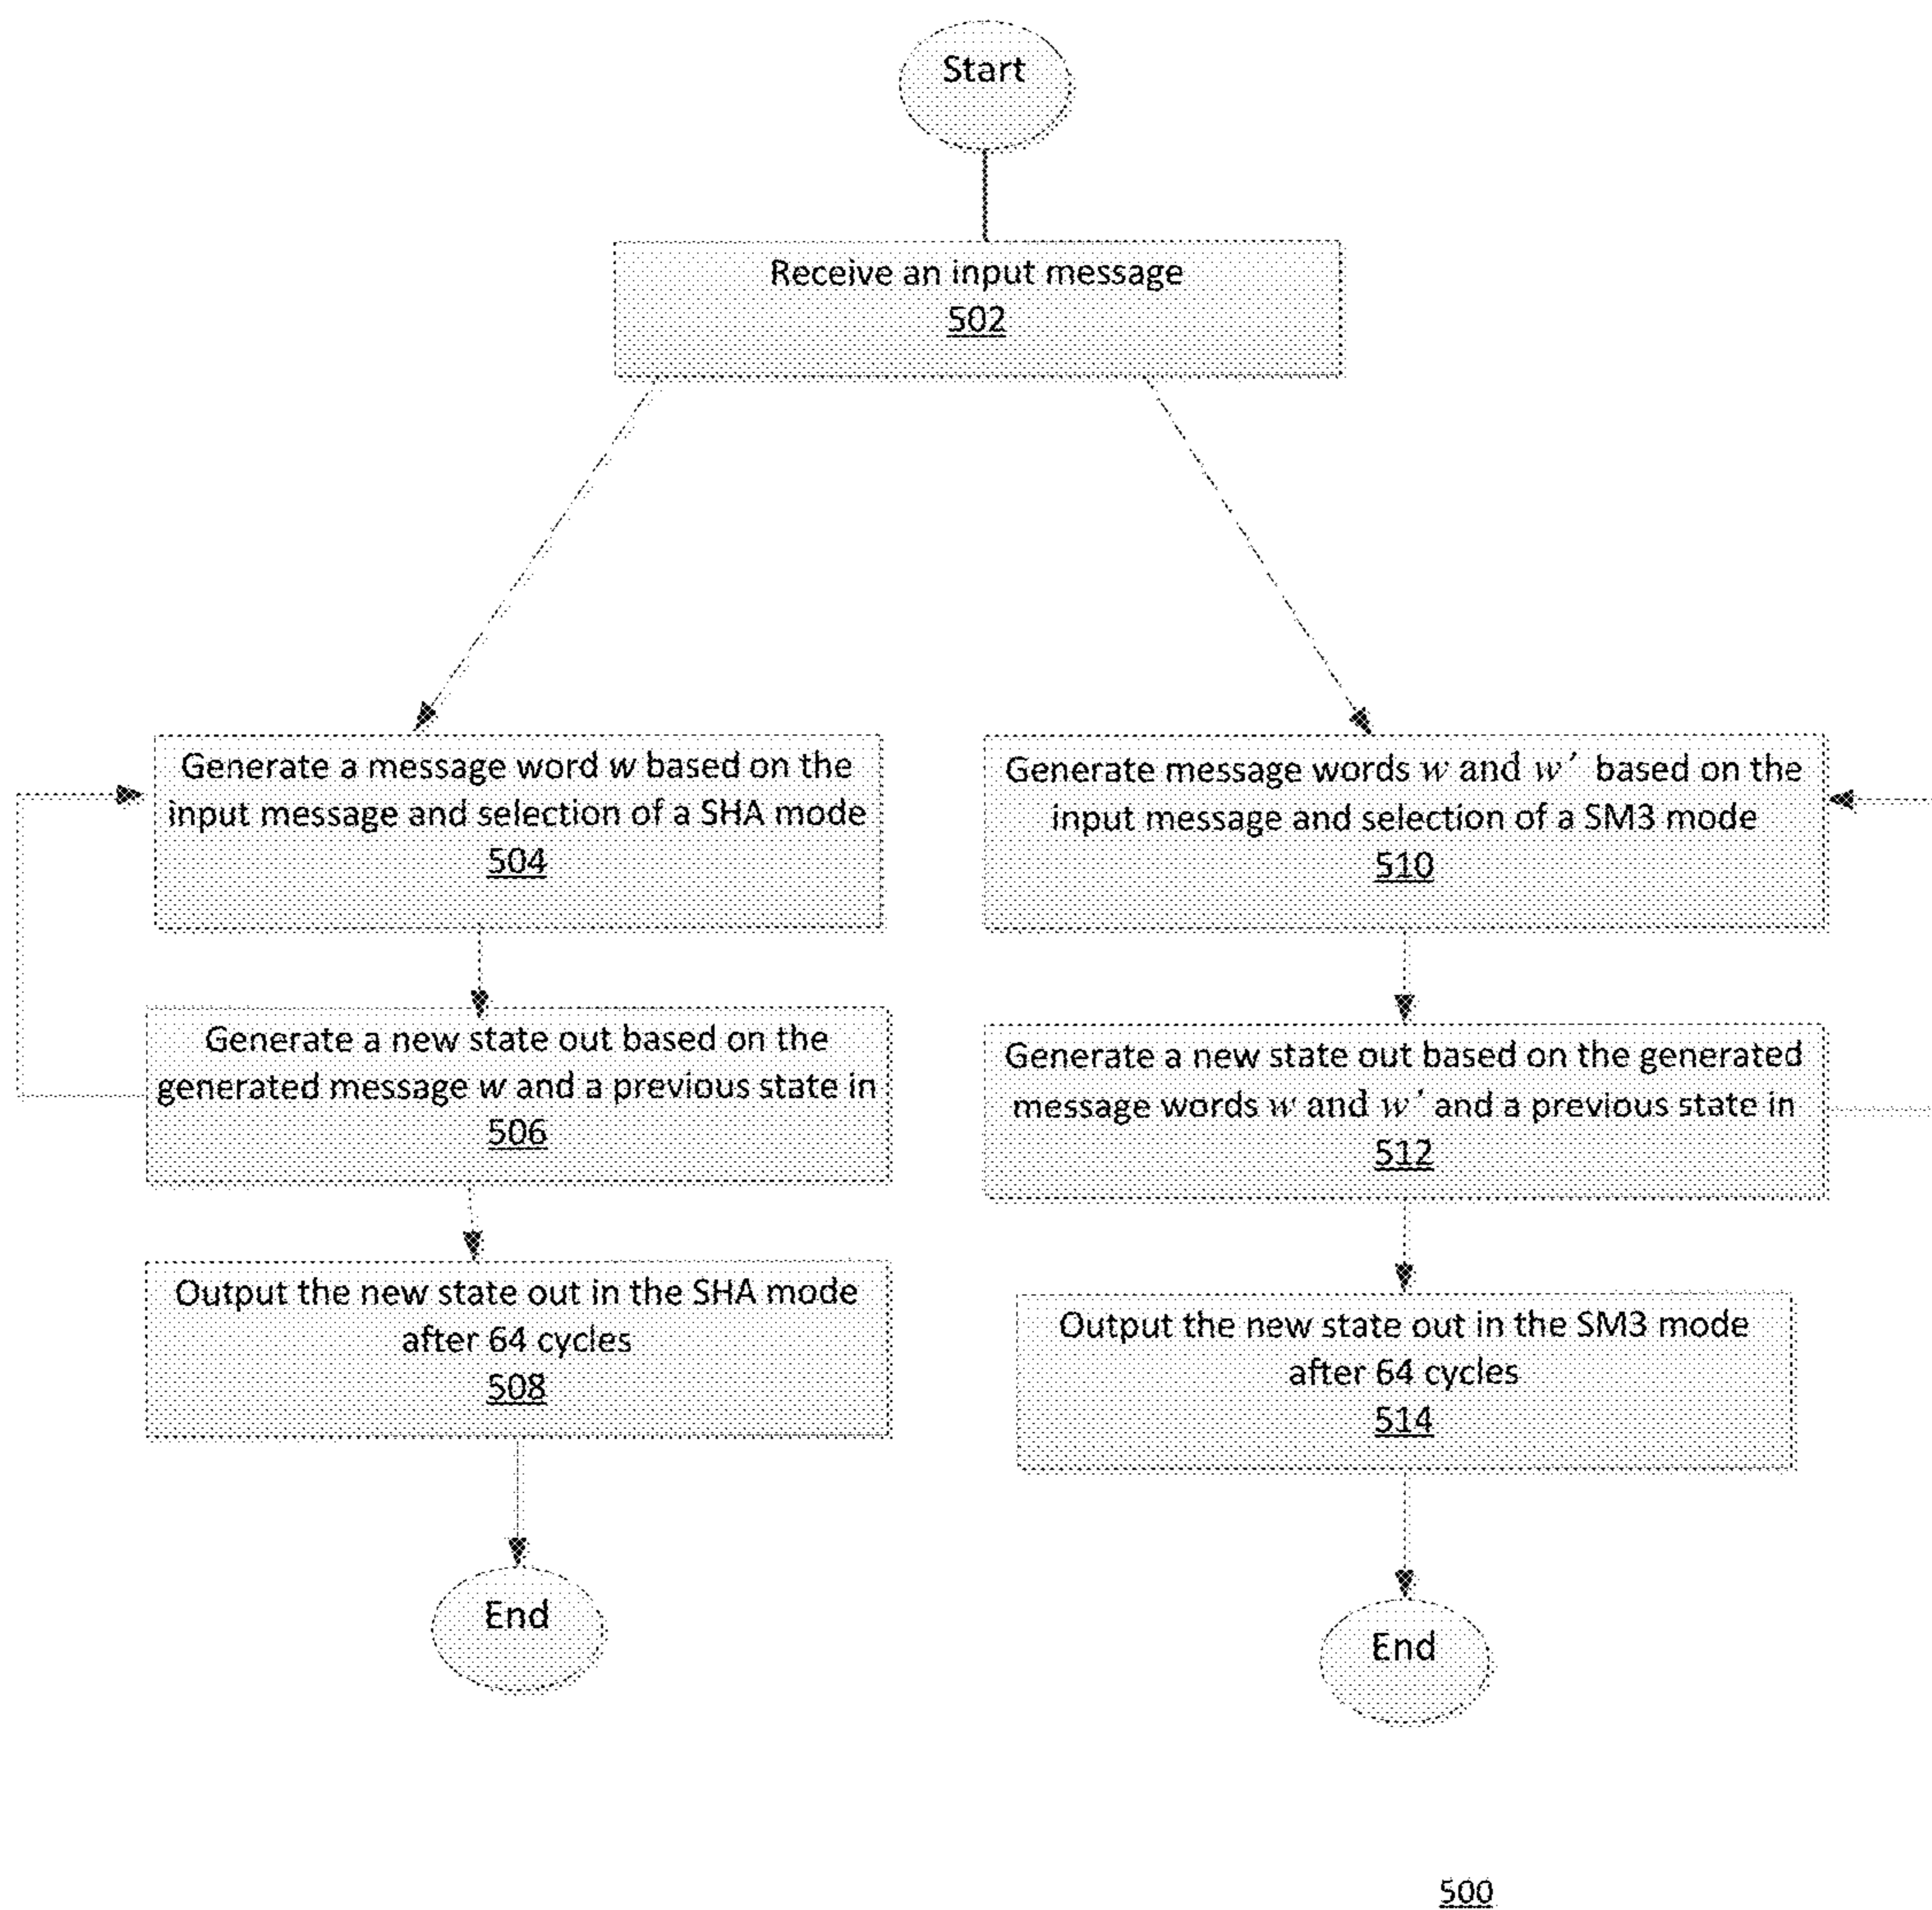 Start
Receive an input message
502
Generate a message word w based on the
input message and selection of a SHA mode
504
Generate a new state out based on the
generated message w and a previous state in
506
Output the new state out in the SHA mode
after 64 cycles
508
End
Generate message words w and w’ based on the
input message and selection of a SM3 mode
510
Generate a new state out based on the generated
message words w and w’ and a previous state in
512
Output the new state out in the SM3 mode
after 64 cycles
514
End
500